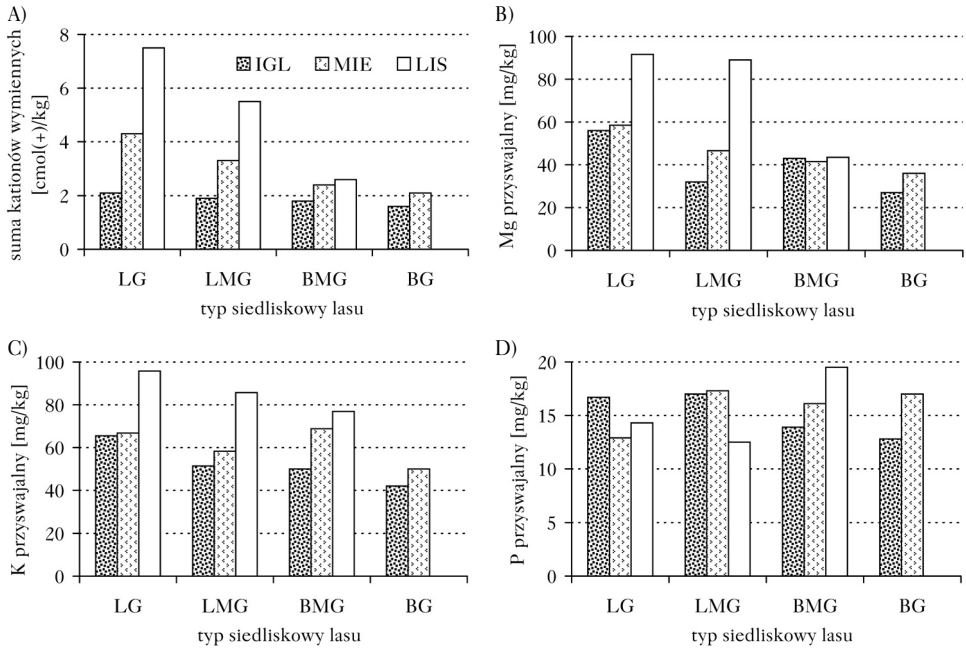 A)
suma kationów wymiennych
[cmol(+)/kg]
8
6
4
2
0
IGL MIE LIS
LG LMG BMG BG
typ siedliskowy lasu
B)
Mg przyswajalny [mg/kg]
100
80
60
40
20
0
LG LMG BMG BG
typ siedliskowy lasu
C)
K przyswajalny [mg/kg]
100
80
60
40
20
0
LG LMG BMG BG
typ siedliskowy lasu
D)
P przyswajalny [mg/kg]
20
15
10
5
0
LG LMG BMG BG
typ siedliskowy lasu